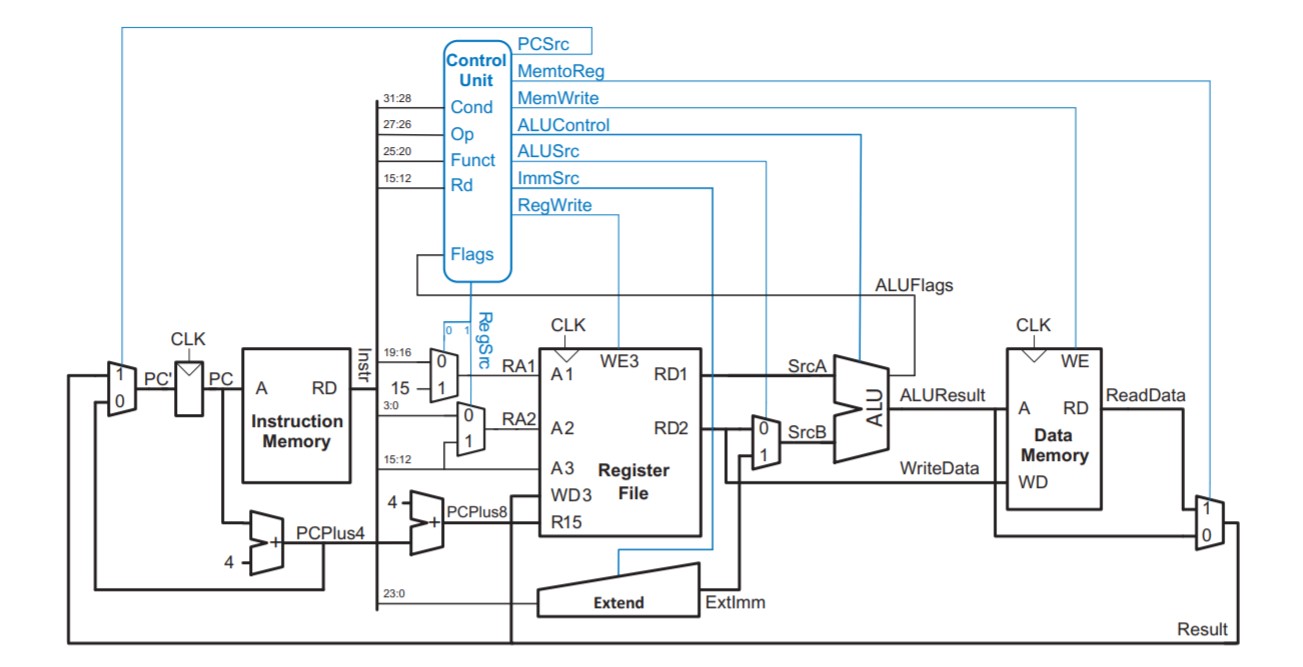 PCSrc
Control
Unit
MemtoReg
31:28
Cond
MemWrite
27:26
Op
ALUControl
25:20
Funct
ALUSrc
15:12
Rd
ImmSrc
RegWrite
Flags
ALUFlags
0 1
RegSrc
CLK
CLK
CLK
1
0
PC'
PC
A
RD
Instruction
Memory
Instr
19:16
0
15
1
RA1
3:0
0
1
RA2
15:12
A1
WE3
RD1
A2
RD2
A3
Register
File
WD3
R15
4
+
PCPlus8
4
+
PCPlus4
23:0
Extend
ExtImm
SrcA
0
1
SrcB
ALU
ALUResult
WriteData
WE
A
RD
Data
Memory
WD
ReadData
1
0
Result